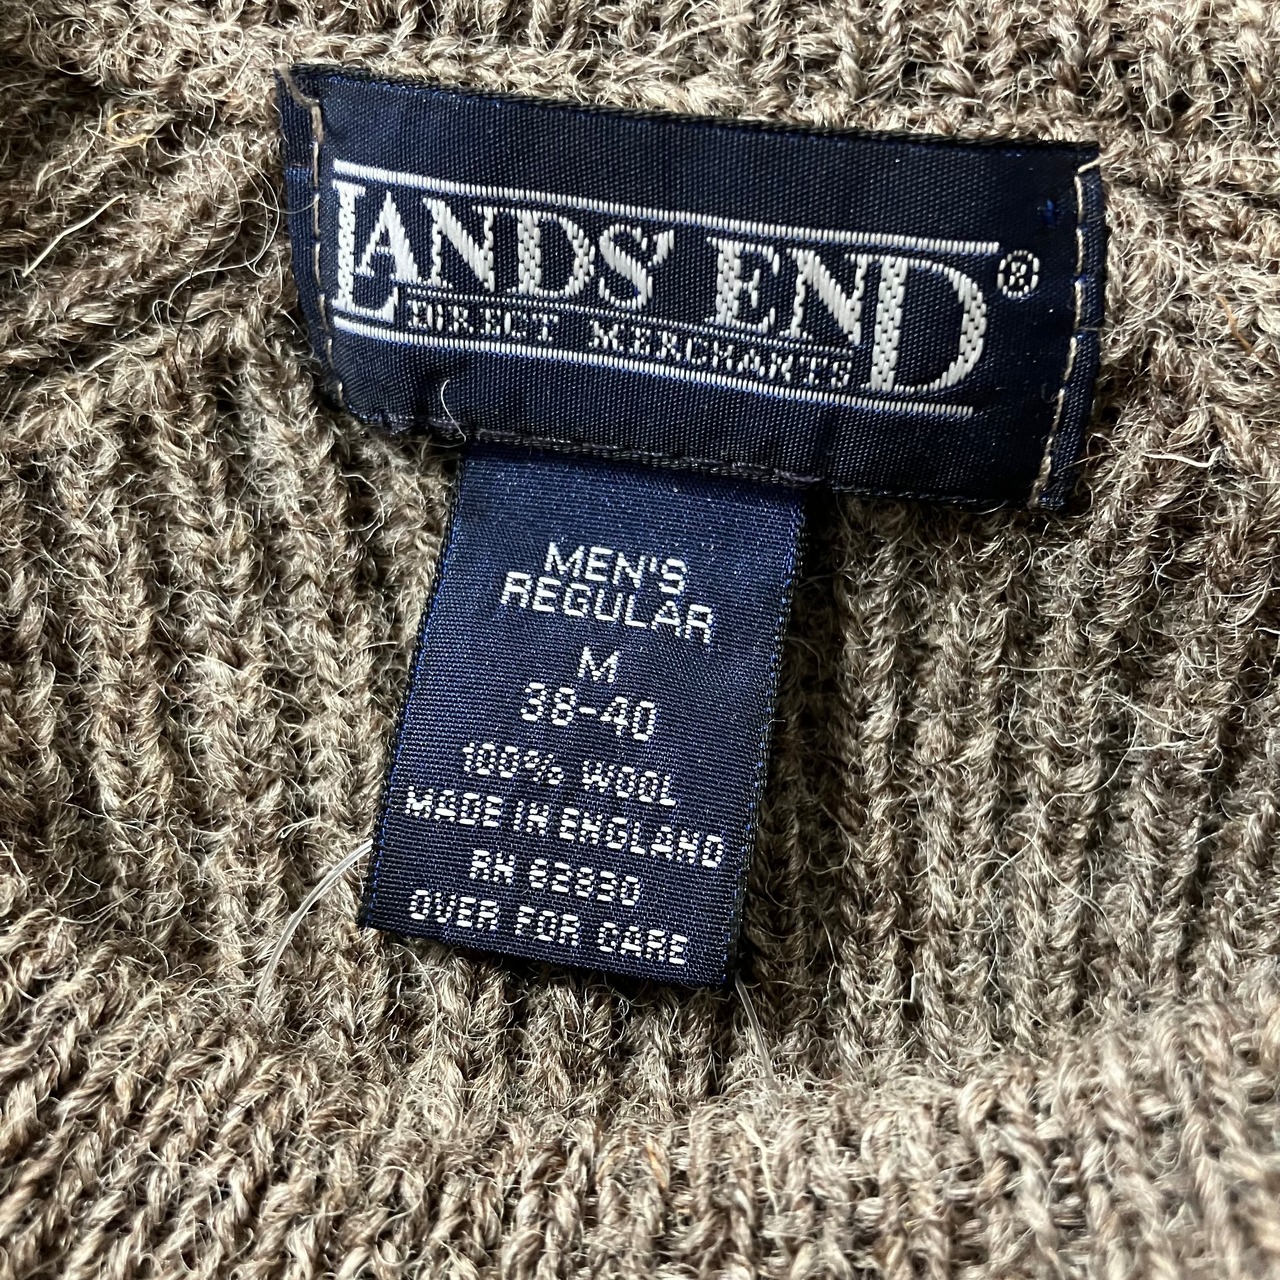 LANDS' END®
DIRECT MERCHANTS
MEN'S
REGULAR
M
38-40
100% WOOL
MADE IN ENGLAND
RN 62830
OVER FOR CARE